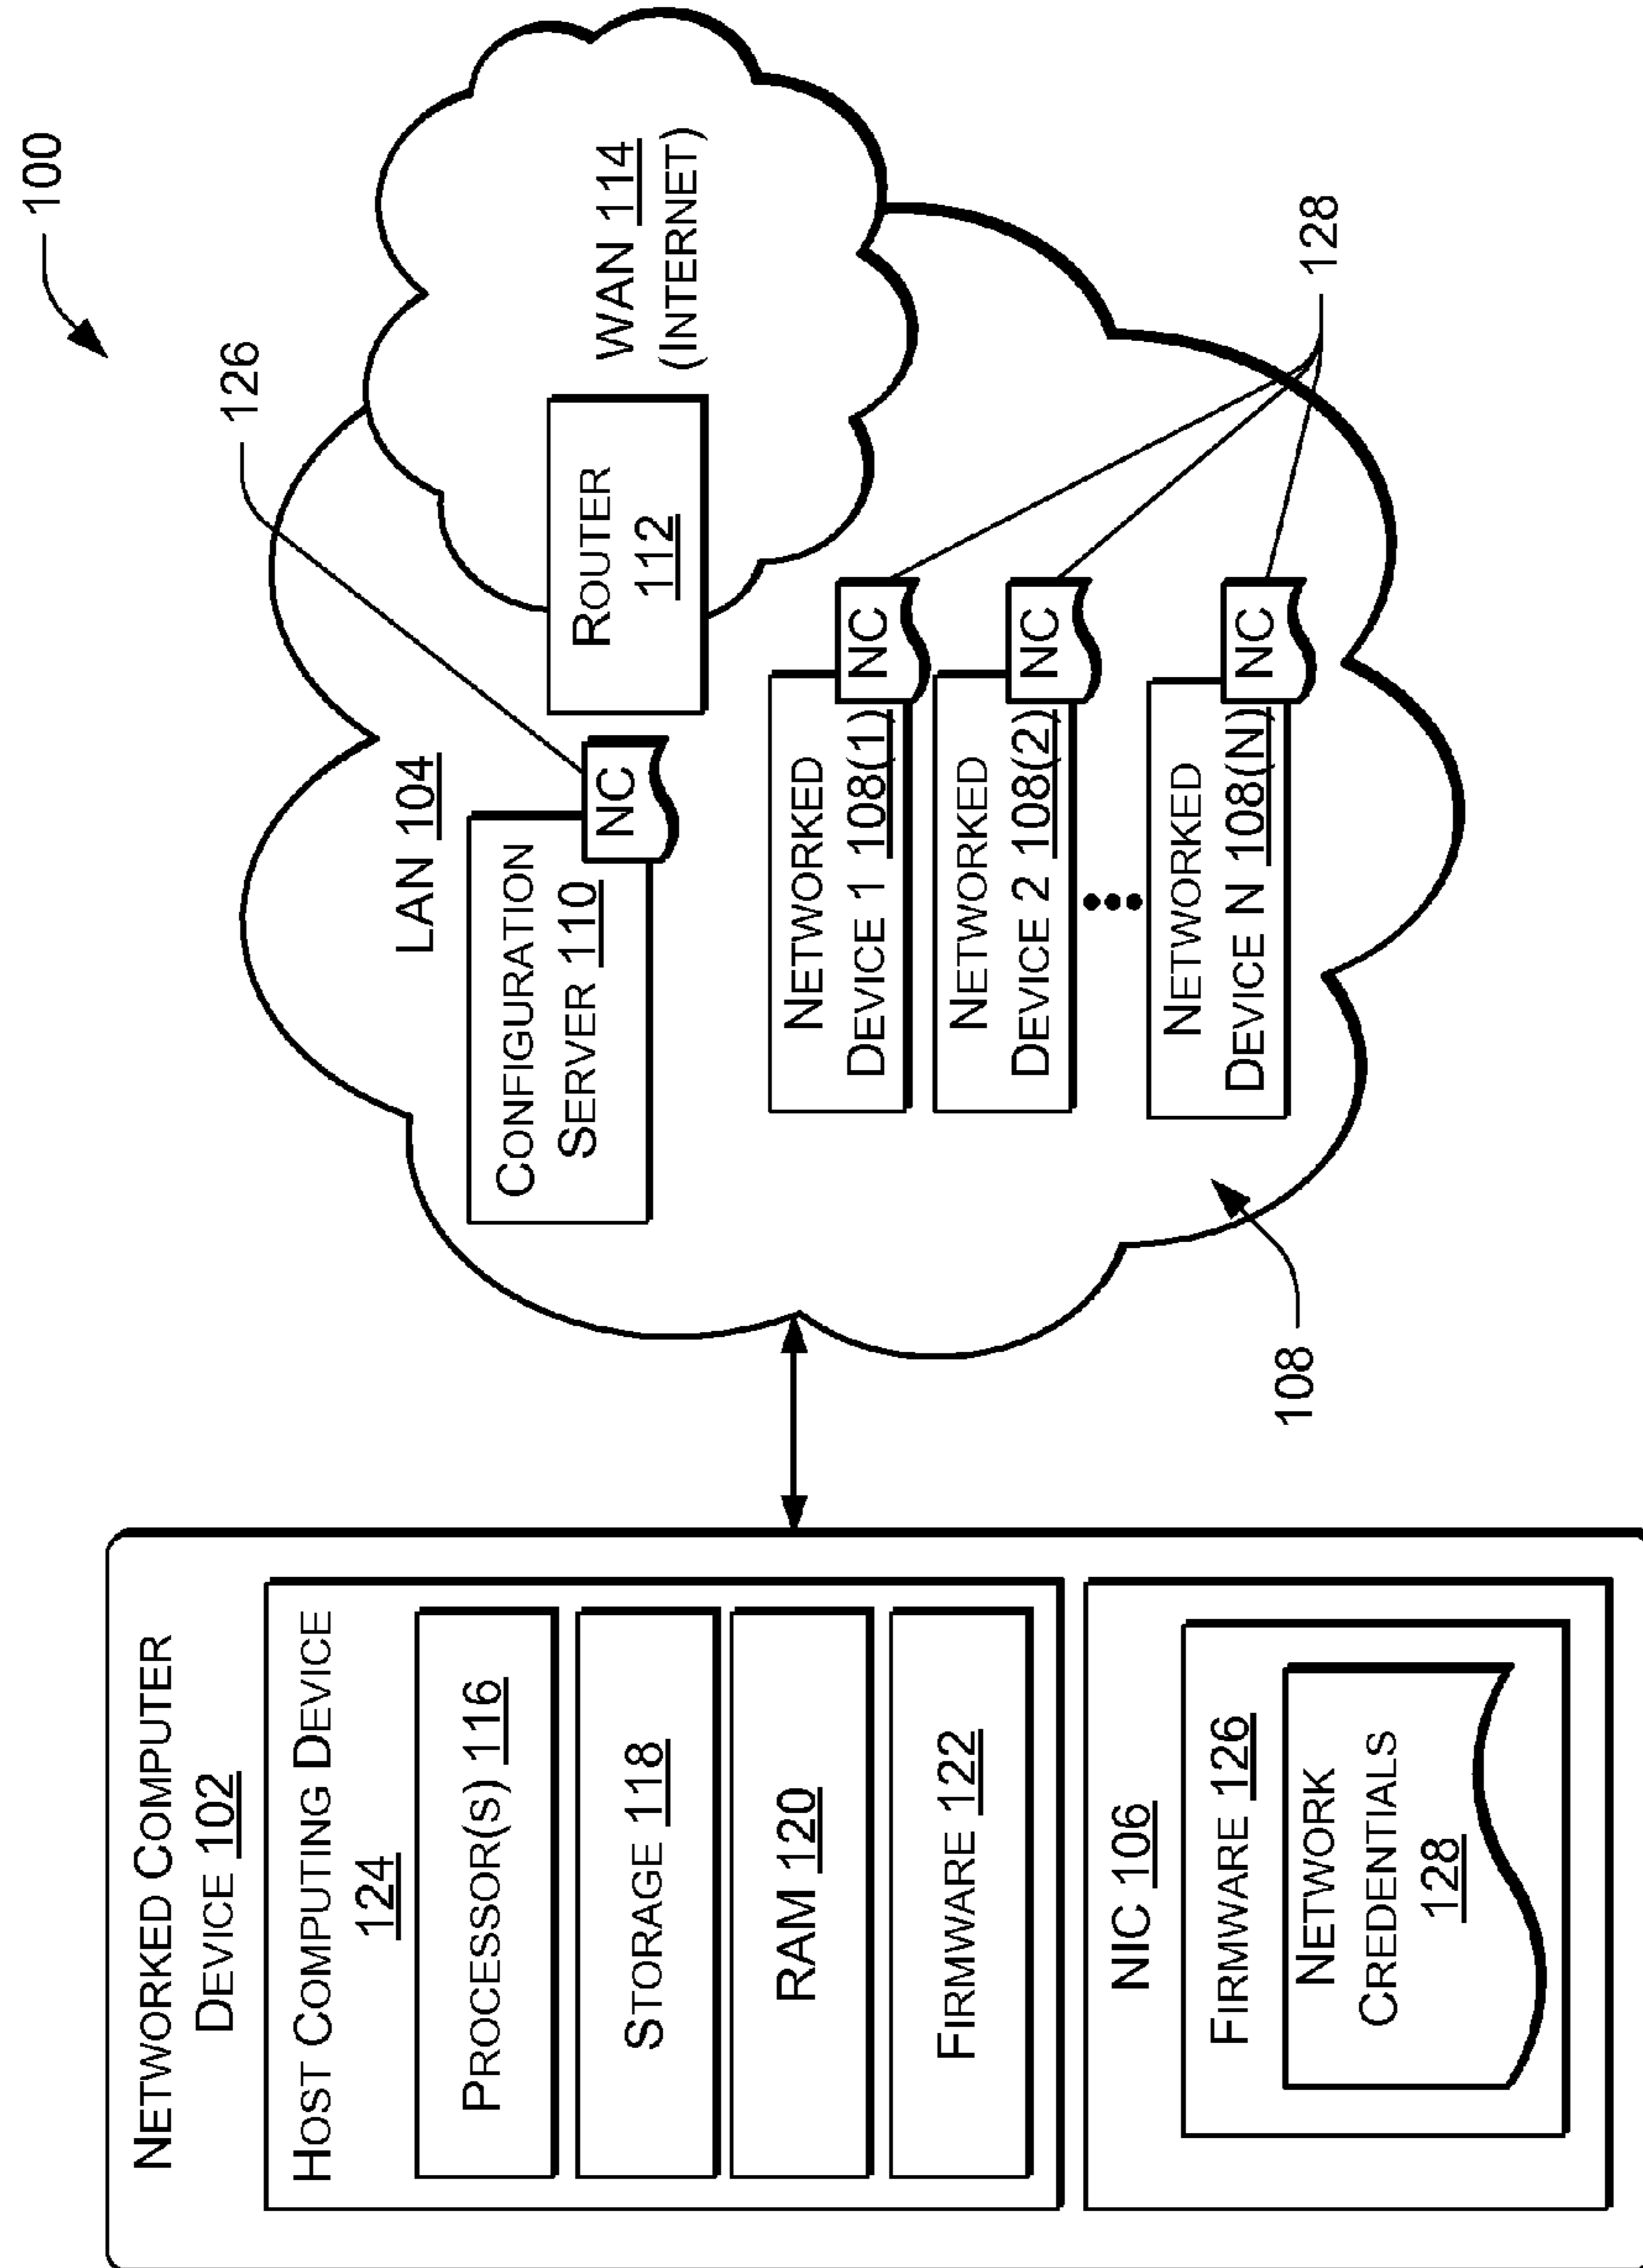 100
NETWORKED COMPUTER
DEVICE 102
HOST COMPUTING DEVICE
124
PROCESSOR(S) 116
STORAGE 118
RAM 120
FIRMWARE 122
NIC 106
FIRMWARE 126
NETWORK
CREDENTIALS
128
LAN 104
CONFIGURATION
SERVER 110
NC
126
ROUTER
112
WAN 114
(INTERNET)
NETWORKED
DEVICE 1 108(1)
NC
NETWORKED
DEVICE 2 108(2)
NC
NETWORKED
DEVICE N 108(N)
NC
128
108